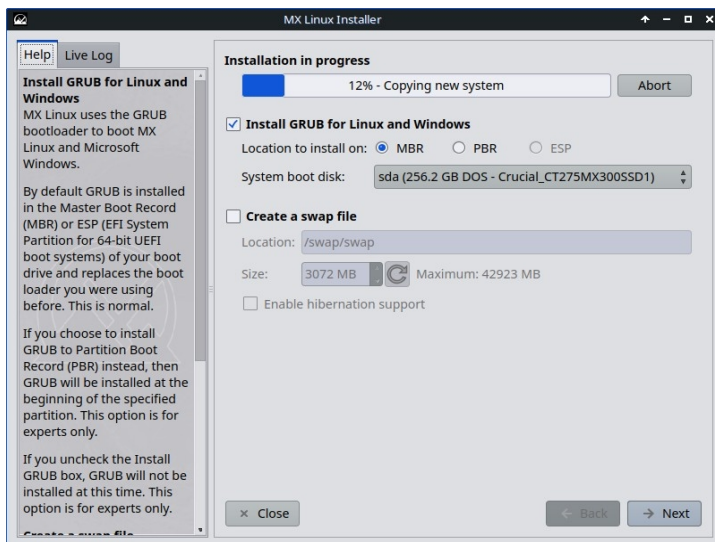 MX Linux Installer
Help
Live Log
Install GRUB for Linux and
Windows
MX Linux uses the GRUB
bootloader to boot MX
Linux and Microsoft
Windows.
By default GRUB is installed
in the Master Boot Record
(MBR) or ESP (EFI System
Partition for 64-bit UEFI
boot systems) of your boot
drive and replaces the boot
loader you were using
before. This is normal.
If you choose to install
GRUB to Partition Boot
Record (PBR) instead, then
GRUB will be installed at the
beginning of the specified
partition. This option is for
experts only.
If you uncheck the Install
GRUB box, GRUB will not be
installed at this time. This
option is for experts only.
Create a swap file
Installation in progress
12% - Copying new system
Abort
Install GRUB for Linux and Windows
Location to install on: MBR PBR ESP
System boot disk: sda (256.2 GB DOS - Crucial_CT275MX300SSD1)
Create a swap file
Location: /swap/swap
Size: 3072 MB Maximum: 42923 MB
Enable hibernation support
Close
Back
Next